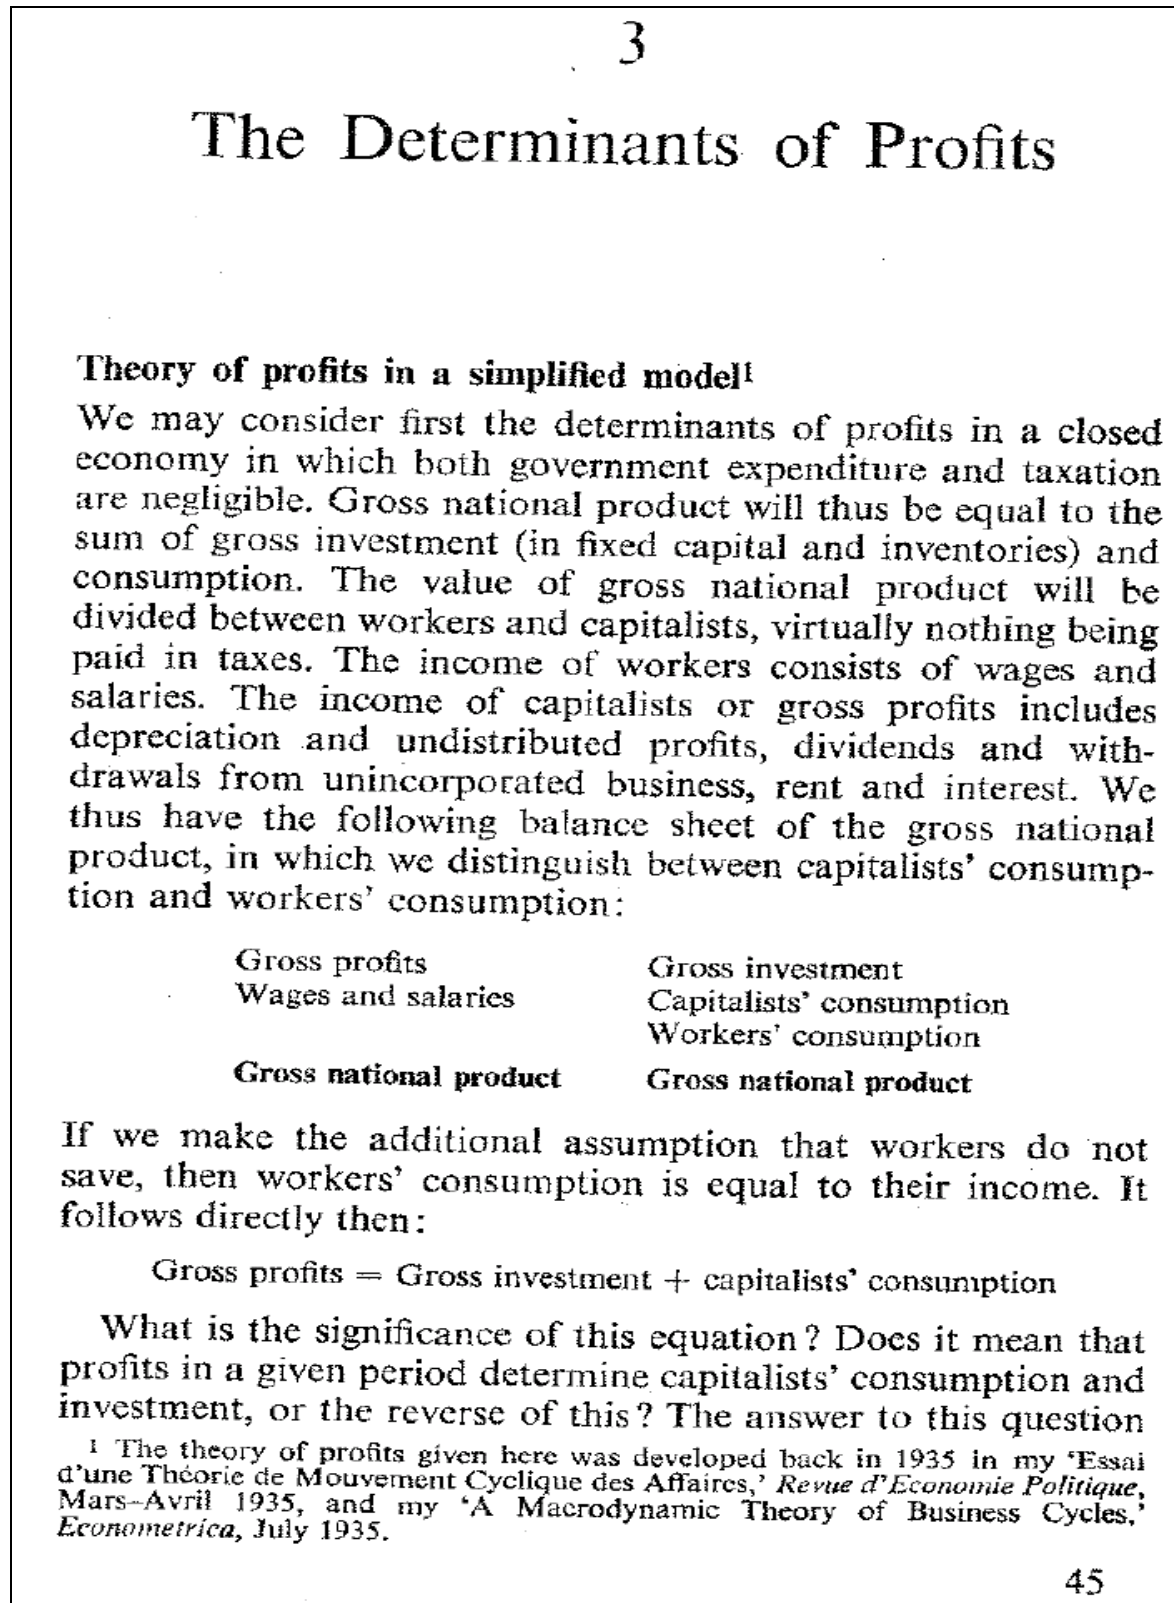 3
The Determinants of Profits
Theory of profits in a simplified model¹
We may consider first the determinants of profits in a closed
economy in which both government expenditure and taxation
are negligible. Gross national product will thus be equal to the
sum of gross investment (in fixed capital and inventories) and
consumption. The value of gross national product will be
divided between workers and capitalists, virtually nothing being
paid in taxes. The income of workers consists of wages and
salaries. The income of capitalists or gross profits includes
depreciation and undistributed profits, dividends and with-
drawals from unincorporated business, rent and interest. We
thus have the following balance sheet of the gross national
product, in which we distinguish between capitalists' consump-
tion and workers' consumption:
Gross profits Gross investment
Wages and salaries Capitalists' consumption
Workers' consumption
Gross national product Gross national product
If we make the additional assumption that workers do not
save, then workers' consumption is equal to their income. It
follows directly then:
Gross profits = Gross investment + capitalists' consumption
What is the significance of this equation? Does it mean that
profits in a given period determine capitalists' consumption and
investment, or the reverse of this? The answer to this question
¹ The theory of profits given here was developed back in 1935 in my 'Essai
d'une Théorie de Mouvement Cyclique des Affaires,' Revue d'Economie Politique,
Mars–Avril 1935, and my 'A Macrodynamic Theory of Business Cycles,'
Econometrica, July 1935.
45